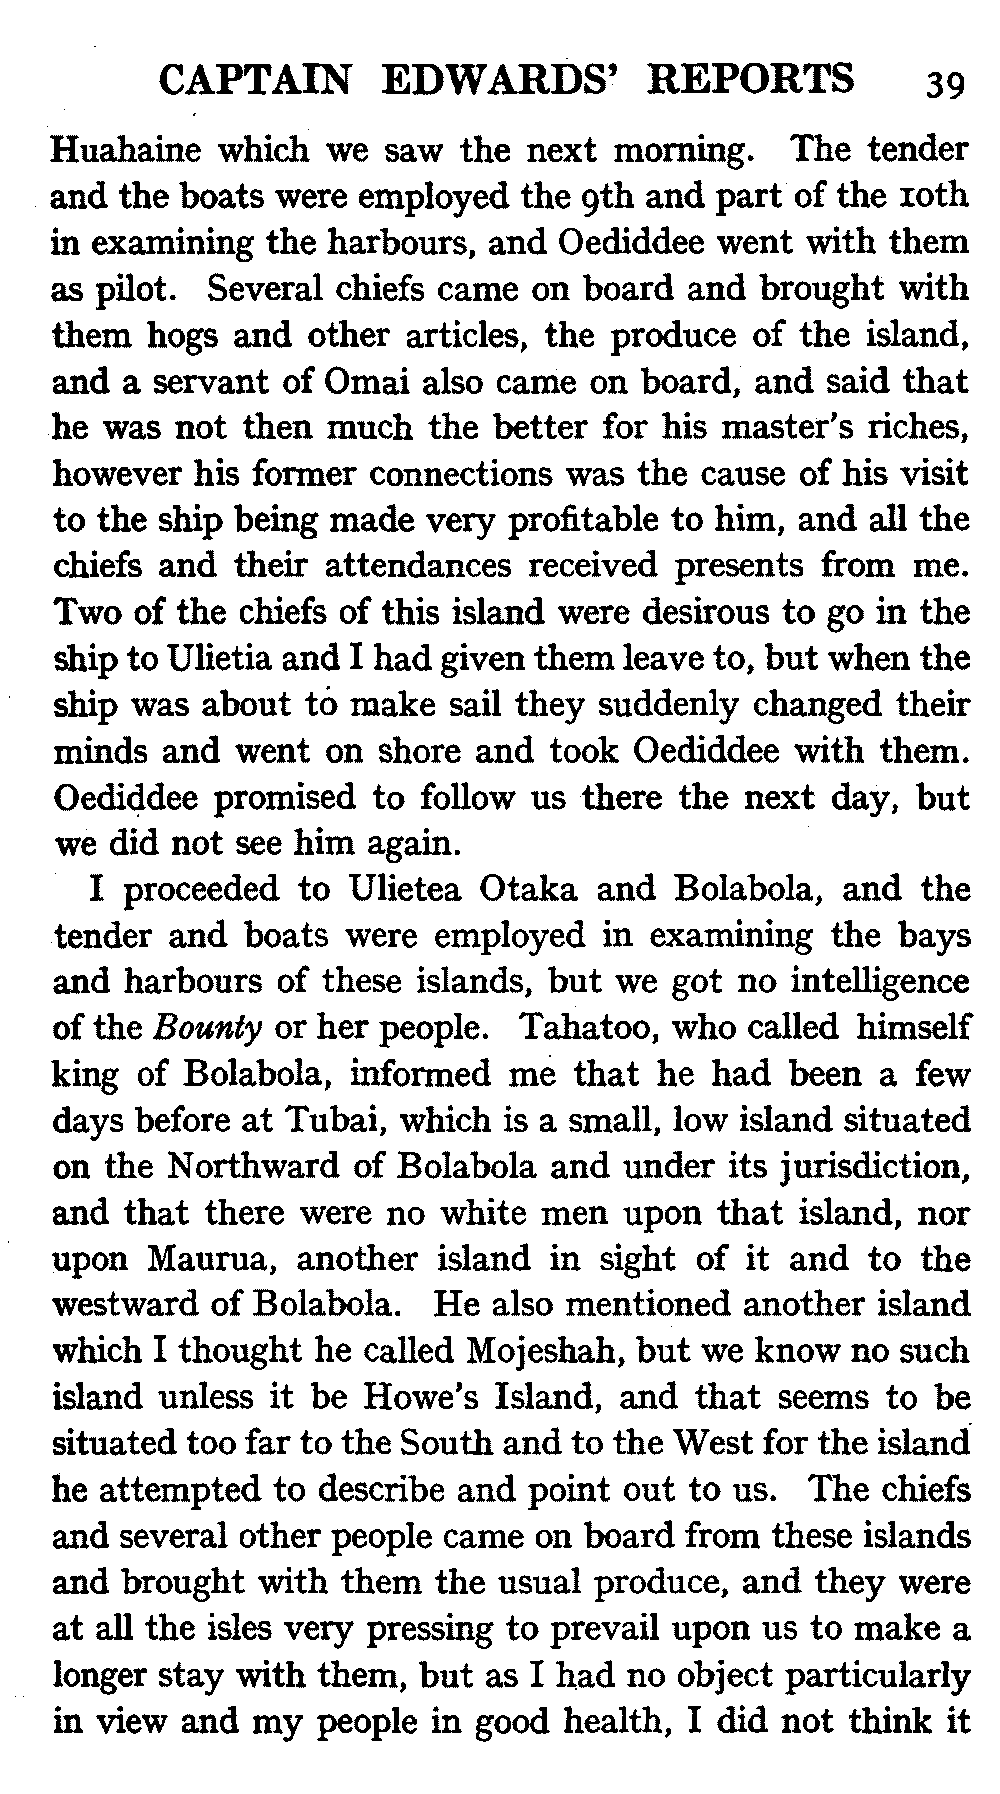 CAPTAIN EDWARDS' REPORTS 39
Huahaine which we saw the next morning. The tender
and the boats were employed the 9th and part of the 10th
in examining the harbours, and Oediddee went with them
as pilot. Several chiefs came on board and brought with
them hogs and other articles, the produce of the island,
and a servant of Omai also came on board, and said that
he was not then much the better for his master's riches,
however his former connections was the cause of his visit
to the ship being made very profitable to him, and all the
chiefs and their attendances received presents from me.
Two of the chiefs of this island were desirous to go in the
ship to Ulietia and I had given them leave to, but when the
ship was about to make sail they suddenly changed their
minds and went on shore and took Oediddee with them.
Oediddee promised to follow us there the next day, but
we did not see him again.
I proceeded to Ulietea Otaka and Bolabola, and the
tender and boats were employed in examining the bays
and harbours of these islands, but we got no intelligence
of the Bounty or her people. Tahatoo, who called himself
king of Bolabola, informed me that he had been a few
days before at Tubai, which is a small, low island situated
on the Northward of Bolabola and under its jurisdiction,
and that there were no white men upon that island, nor
upon Maurua, another island in sight of it and to the
westward of Bolabola. He also mentioned another island
which I thought he called Mojeshah, but we know no such
island unless it be Howe's Island, and that seems to be
situated too far to the South and to the West for the island
he attempted to describe and point out to us. The chiefs
and several other people came on board from these islands
and brought with them the usual produce, and they were
at all the isles very pressing to prevail upon us to make a
longer stay with them, but as I had no object particularly
in view and my people in good health, I did not think it